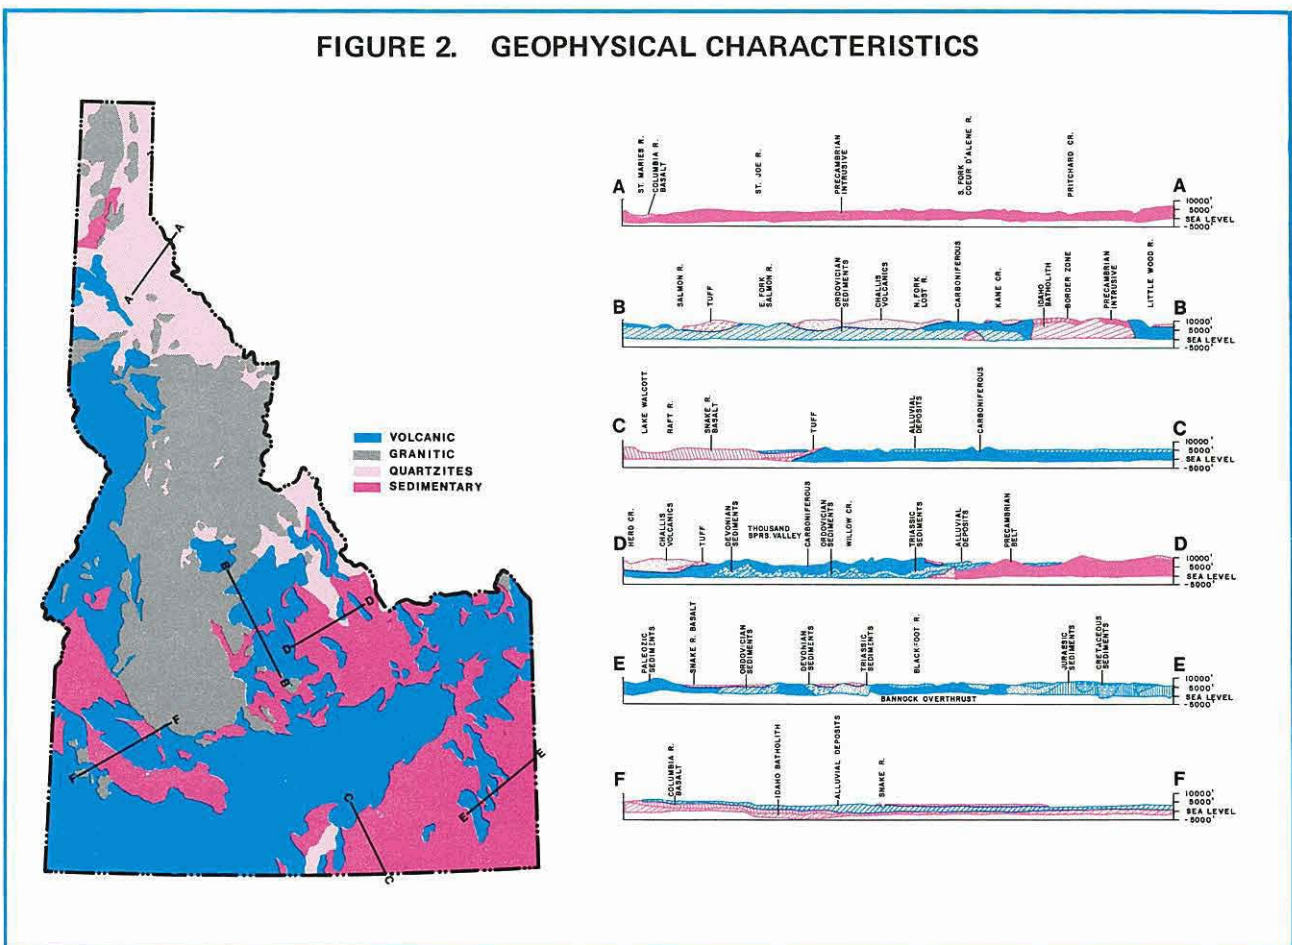 FIGURE 2. GEOPHYSICAL CHARACTERISTICS
A
A
B
B
C
C
D
D
E
E
F
F
VOLCANIC
GRANITIC
QUARTZITES
SEDIMENTARY
A
ST. MARIES R.
COLUMBIA R.
BASALT
ST. JOE R.
PRECAMBRIAN
INTRUSIVE
S. FORK
COEUR D'ALENE R.
PRITCHARD CR.
A
10000'
5000'
SEA LEVEL
-5000'
B
SALMON R.
TUFF
E. FORK
SALMON R.
ORDOVICIAN
SEDIMENTS
CHALLIS
VOLCANICS
N. FORK
LOST R.
CARBONIFEROUS
KANE CR.
IDAHO
BATHOLITH
BORDER ZONE
PRECAMBRIAN
INTRUSIVE
LITTLE WOOD R.
B
10000'
5000'
SEA LEVEL
-5000'
C
LAKE WALCOTT
RAFT R.
SNAKE R.
BASALT
TUFF
ALLUVIAL
DEPOSITS
CARBONIFEROUS
C
10000'
5000'
SEA LEVEL
-5000'
D
HERD CR.
CHALLIS
VOLCANICS
TUFF
DEVONIAN
SEDIMENTS
THOUSAND
SPRS. VALLEY
CARBONIFEROUS
ORDOVICIAN
SEDIMENTS
WILLOW CR.
TRIASSIC
SEDIMENTS
ALLUVIAL
DEPOSITS
PRECAMBRIAN
BELT
D
10000'
5000'
SEA LEVEL
-5000'
E
PALEOZIC
SEDIMENTS
SNAKE R. BASALT
ORDOVICIAN
SEDIMENTS
DEVONIAN
SEDIMENTS
TRIASSIC
SEDIMENTS
BLACKFOOT R.
BANNOCK OVERTHRUST
JURASSIC
SEDIMENTS
CRETACEOUS
SEDIMENTS
E
10000'
5000'
SEA LEVEL
-5000'
F
COLUMBIA R.
BASALT
IDAHO BATHOLITH
ALLUVIAL DEPOSITS
SNAKE R.
F
10000'
5000'
SEA LEVEL
-5000'